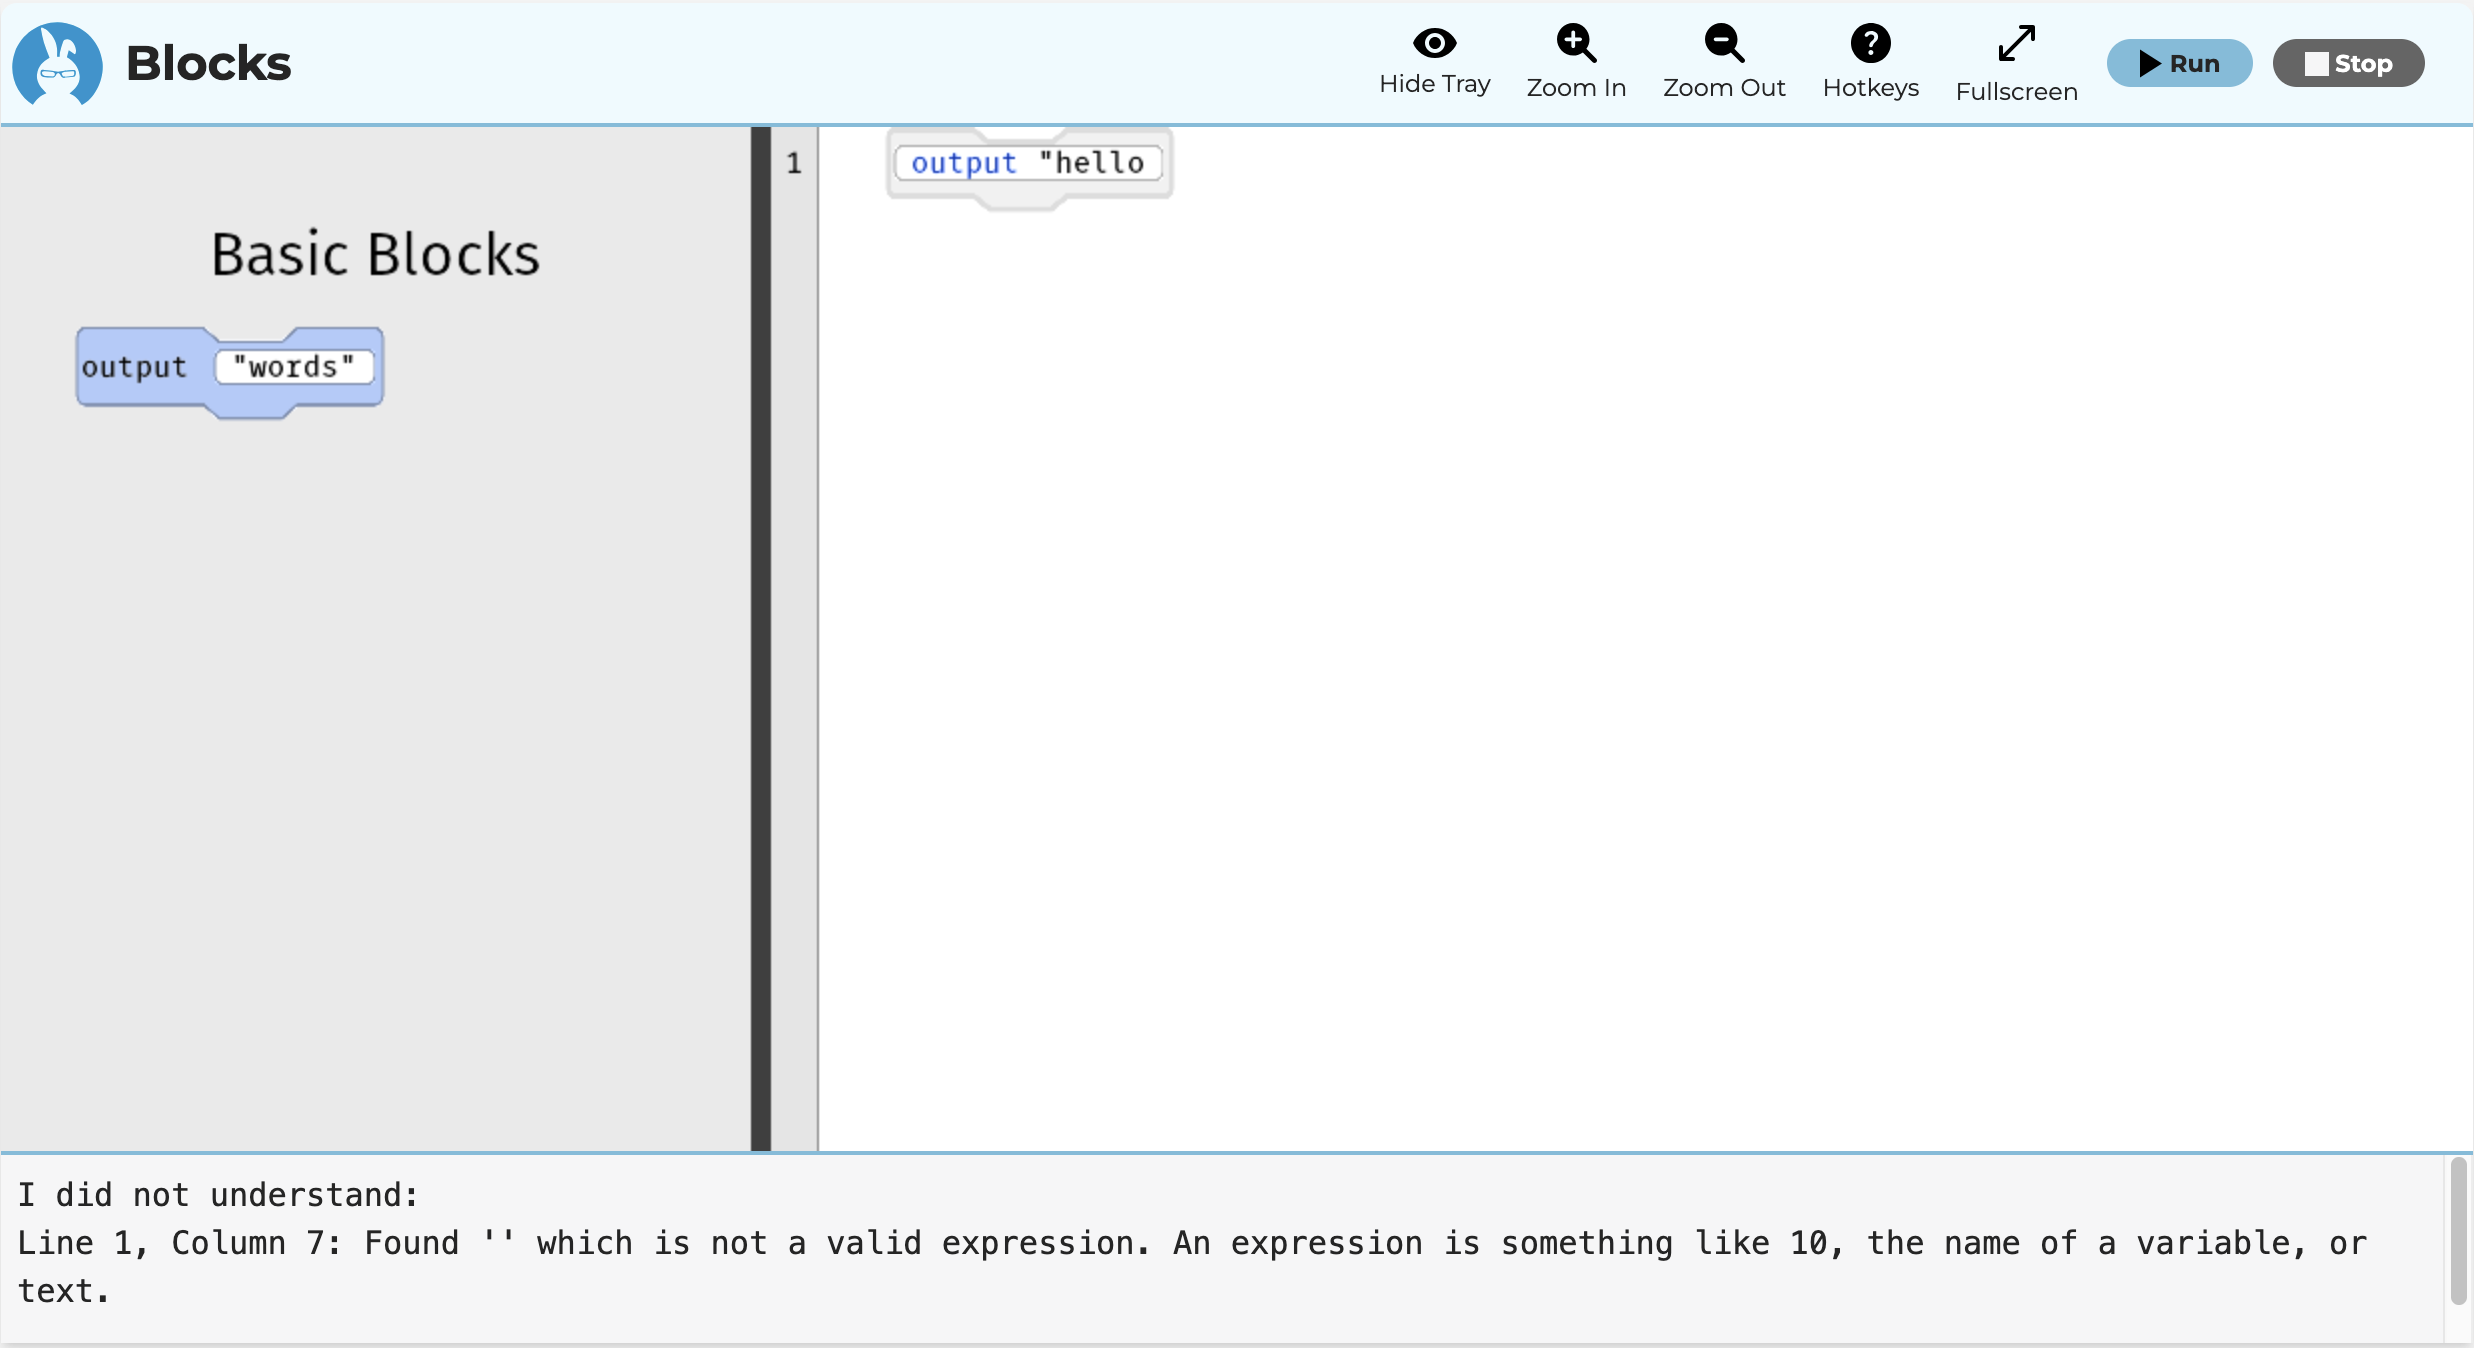 Blocks
Hide Tray
Zoom In
Zoom Out
Hotkeys
Fullscreen
Run
Stop
Basic Blocks
output "words"
1
output "hello
I did not understand:
Line 1, Column 7: Found '' which is not a valid expression. An expression is something like 10, the name of a variable, or
text.